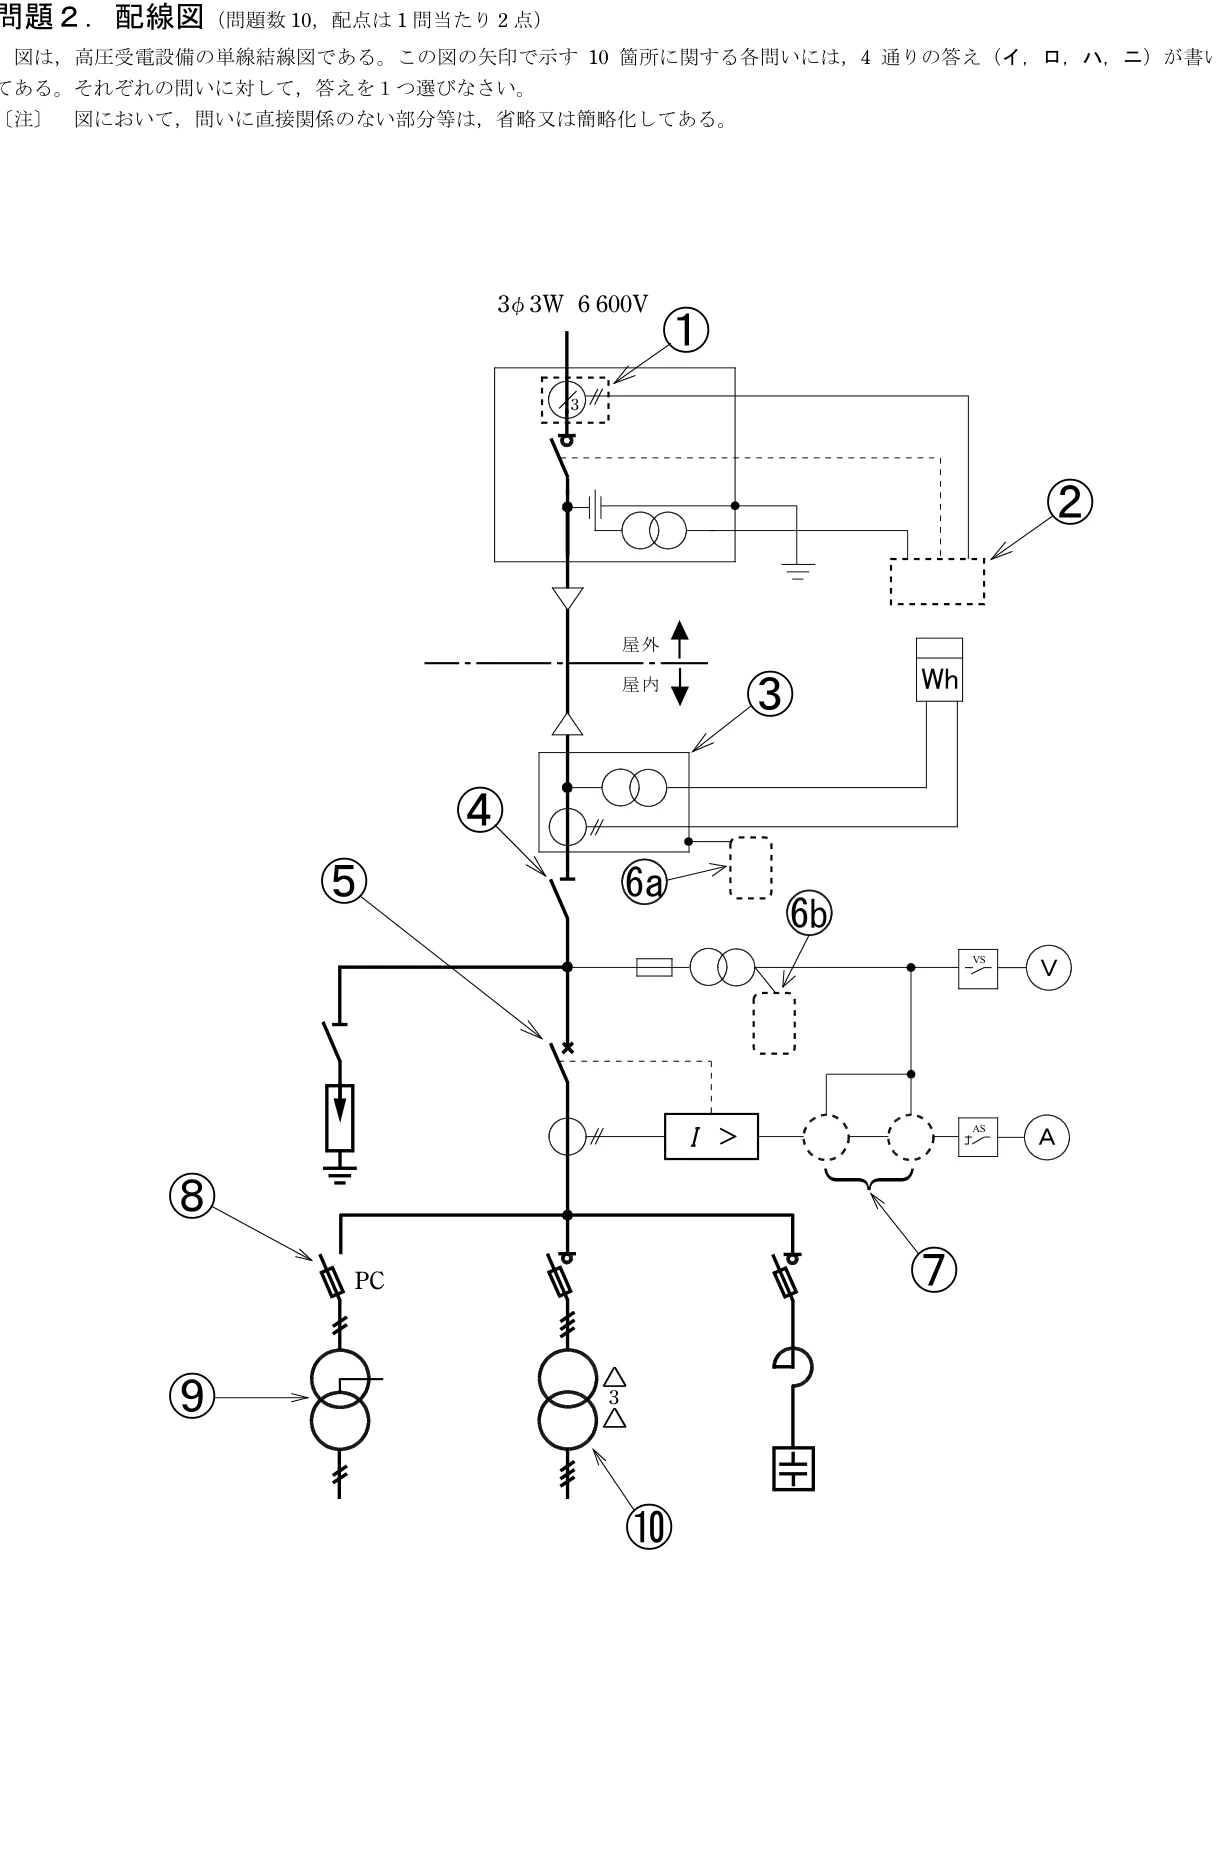 問題２．配線図（問題数 10，配点は 1 問当たり 2 点）
図は，高圧受電設備の単線結線図である。この図の矢印で示す 10 箇所に関する各問いには，4 通りの答え（イ，ロ，ハ，ニ）が書い
てある。それぞれの問いに対して，答えを 1 つ選びなさい。
〔注〕 図において，問いに直接関係のない部分等は，省略又は簡略化してある。
3φ3W 6 600V
①
3
②
屋外
屋内
Wh
③
④
⑤
6a
6b
VS
V
I >
AS
A
⑦
⑧
PC
⑨
3
⑩